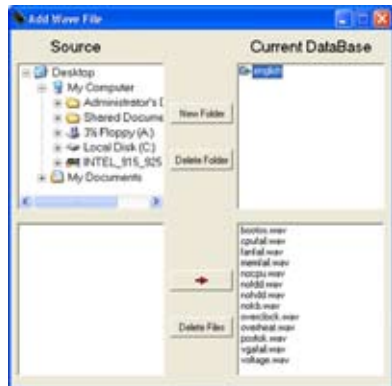 Add Wave File
Source
Current DataBase
Desktop
My Computer
Administrator's D
Shared Docume
3½ Floppy (A:)
Local Disk (C:)
INTEL_915_925
My Documents
english
New Folder
Delete Folder
bootos.wav
cpufail.wav
fanfail.wav
memfail.wav
nocpu.wav
nofdd.wav
nohdd.wav
nokb.wav
overclock.wav
overheat.wav
postok.wav
vgafail.wav
voltage.wav
Delete Files